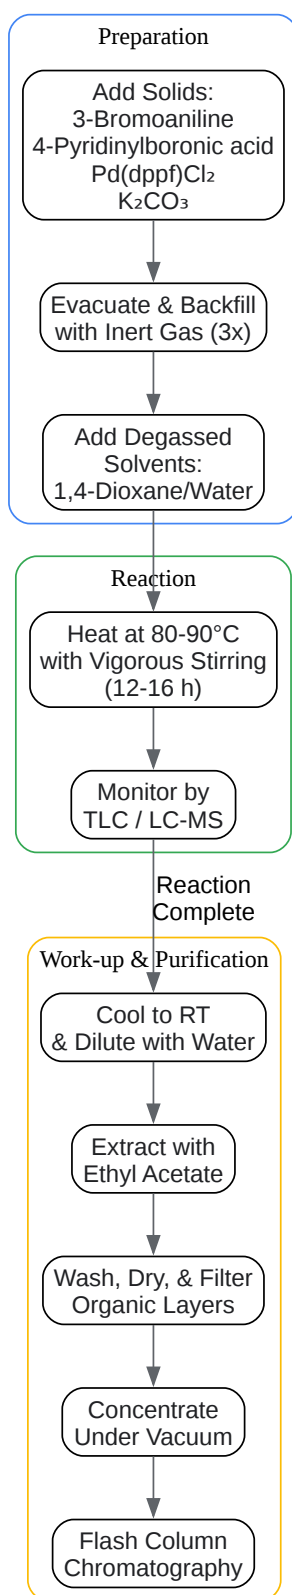 Preparation
Add Solids:
3-Bromoaniline
4-Pyridinylboronic acid
Pd(dppf)Cl₂
K₂CO₃
Evacuate & Backfill
with Inert Gas (3x)
Add Degassed
Solvents:
1,4-Dioxane/Water
Reaction
Heat at 80-90°C
with Vigorous Stirring
(12-16 h)
Monitor by
TLC / LC-MS
Reaction
Complete
Work-up & Purification
Cool to RT
& Dilute with Water
Extract with
Ethyl Acetate
Wash, Dry, & Filter
Organic Layers
Concentrate
Under Vacuum
Flash Column
Chromatography